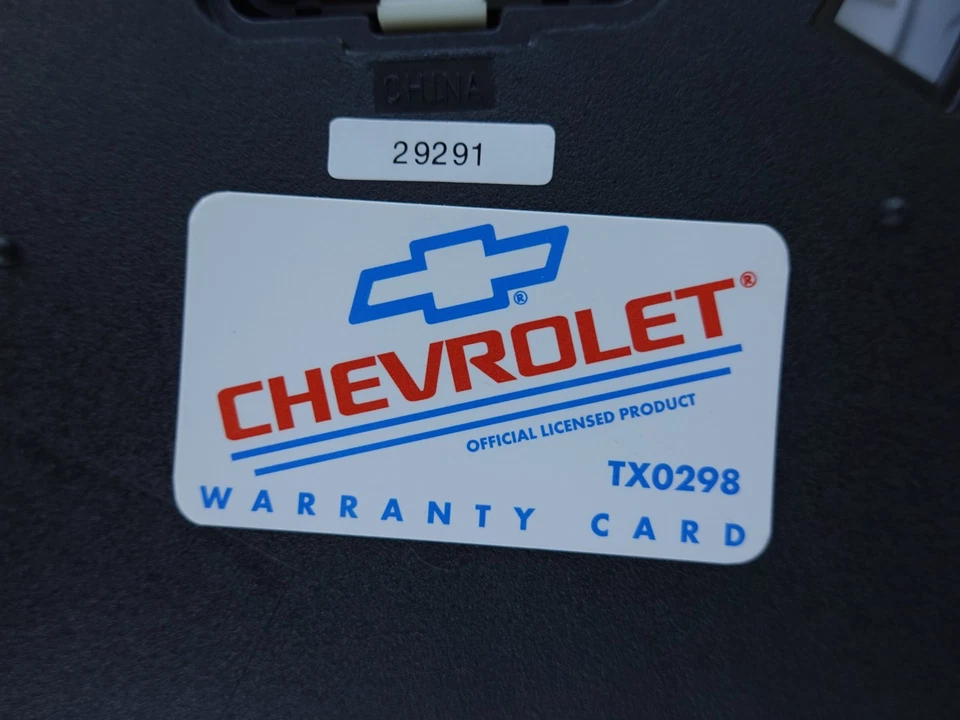 CHINA
29291
®
CHEVROLET®
OFFICIAL LICENSED PRODUCT
TX0298
WARRANTY CARD